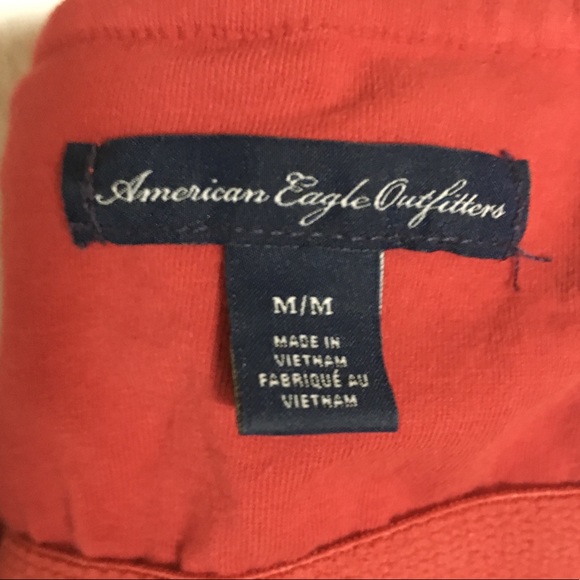 American Eagle Outfitters
M/M
MADE IN
VIETNAM
FABRIQUÉ AU
VIETNAM